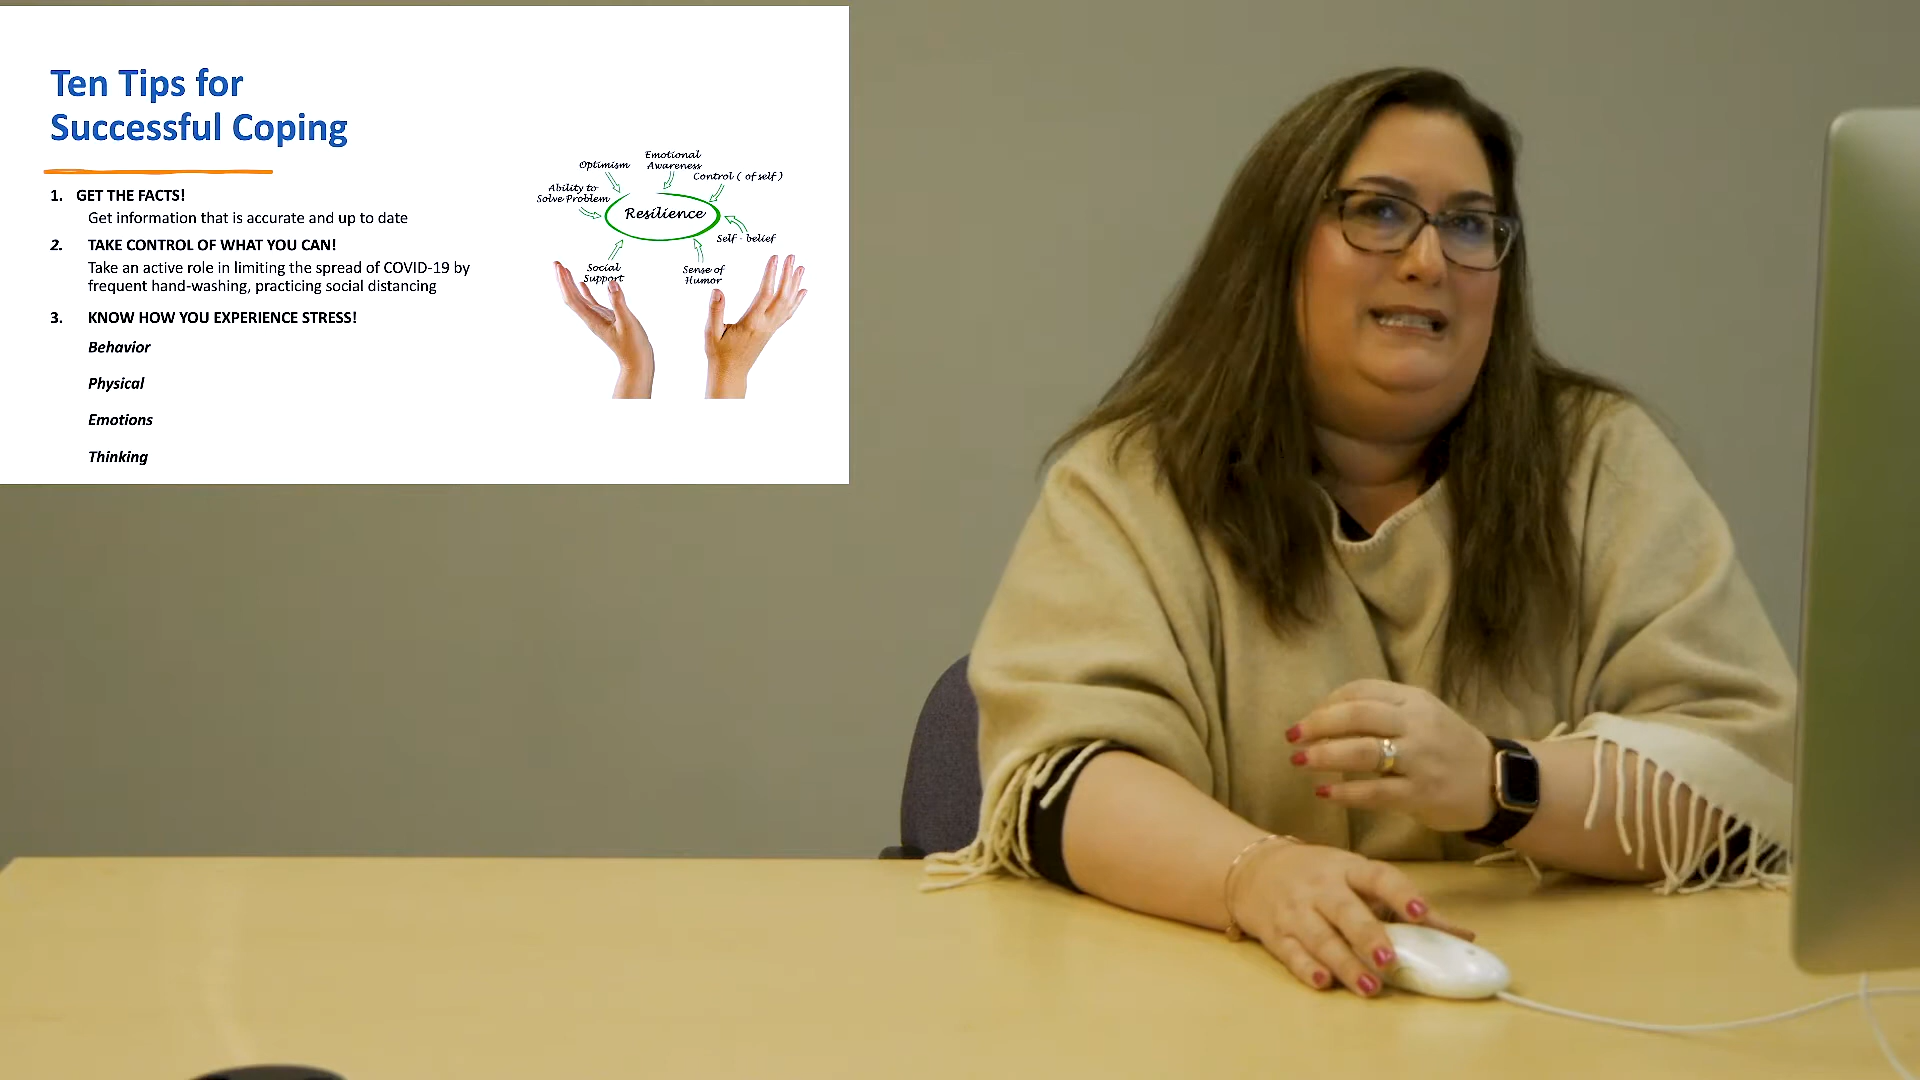 Ten Tips for
Successful Coping
1. GET THE FACTS!
Get information that is accurate and up to date
2. TAKE CONTROL OF WHAT YOU CAN!
Take an active role in limiting the spread of COVID-19 by
frequent hand-washing, practicing social distancing
3. KNOW HOW YOU EXPERIENCE STRESS!
Behavior
Physical
Emotions
Thinking
Optimism
Emotional
Awareness
Control ( of self )
Ability to
Solve Problem
Resilience
Self - belief
Social
Support
Sense of
Humor